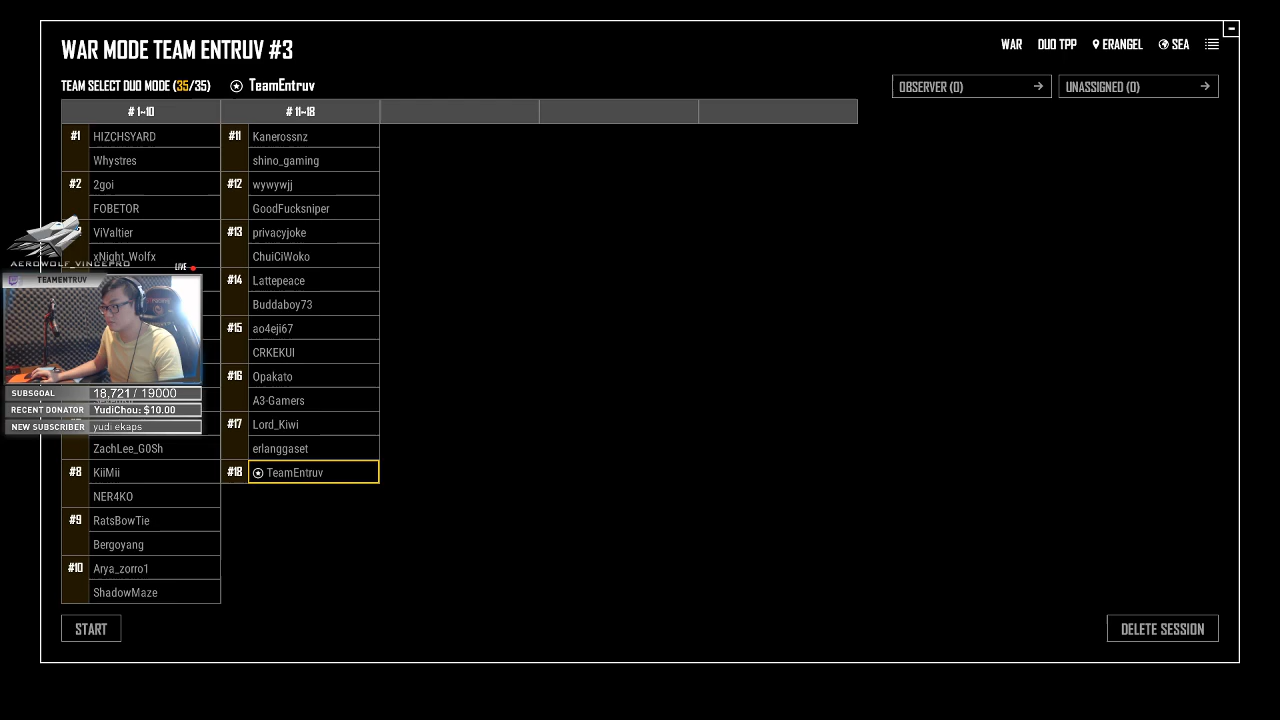 WAR MODE TEAM ENTRUV #3
WAR DUO TPP ERANGEL SEA
TEAM SELECT DUO MODE (35/35) TeamEntruv
OBSERVER (0) UNASSIGNED (0)
# 1~10 # 11~18
#1 HIZCHSYARD #11 Kanerossnz
Whystres shino_gaming
#2 2goi #12 wywywjj
FOBETOR GoodFucksniper
ViValtier #13 privacyjoke
xNight_Wolfx ChuiCiWoko
AEROWOLF_VINCEPRO LIVE
TEAMENTRUV #14 Lattepeace
Buddaboy73
#15 ao4eji67
CRKEKUI
#16 Opakato
SUBSGOAL 18,721 / 19000 A3-Gamers
RECENT DONATOR YudiChou: $10.00
NEW SUBSCRIBER yudi ekaps #17 Lord_Kiwi
ZachLee_G0Sh erlanggaset
#8 KiiMii #18 TeamEntruv
NER4KO
#9 RatsBowTie
Bergoyang
#10 Arya_zorro1
ShadowMaze
START DELETE SESSION